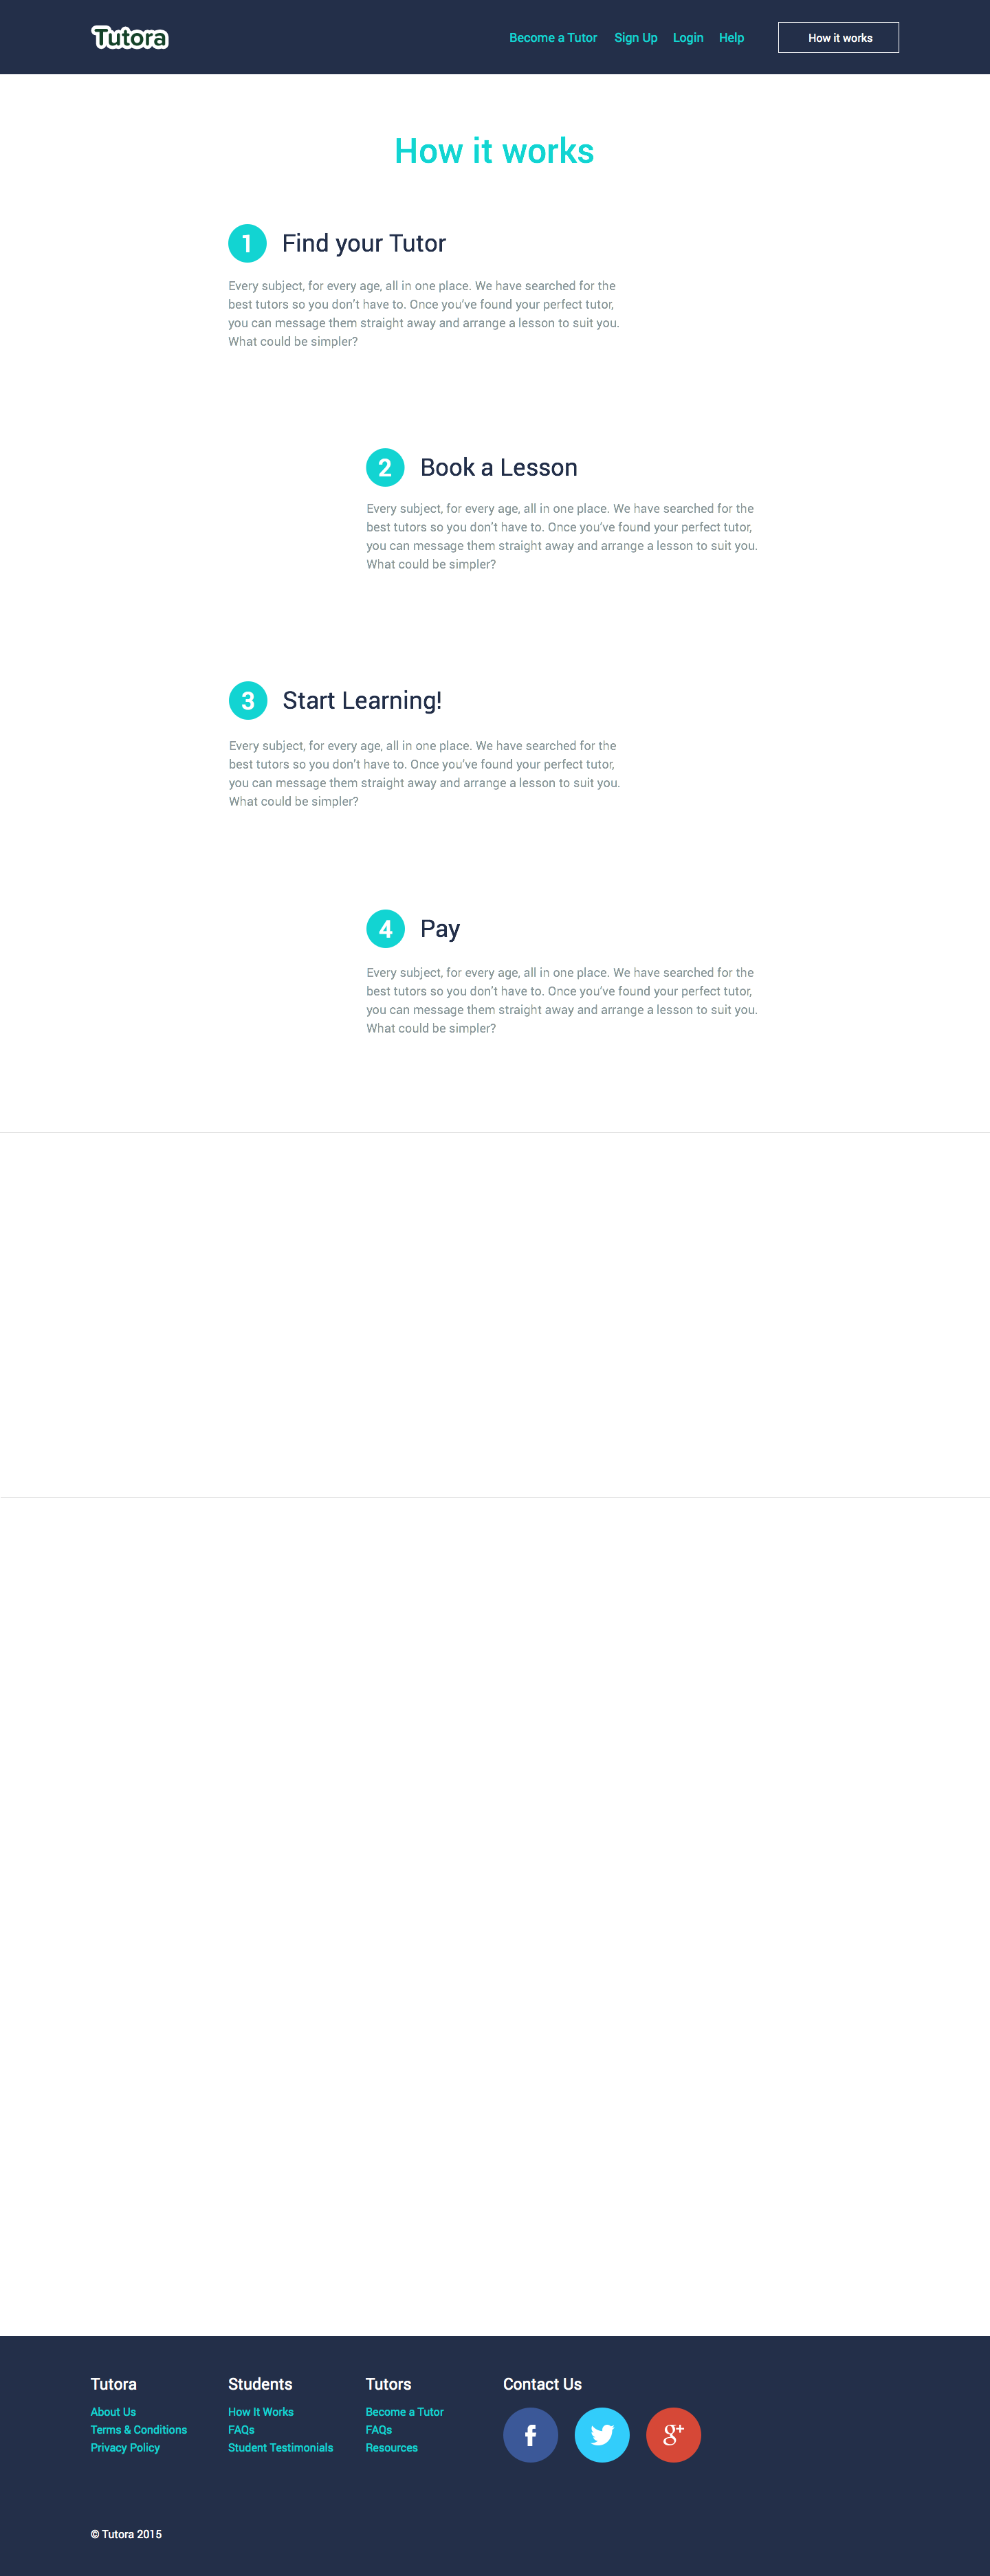 Tutora
Become a Tutor Sign Up Login Help How it works
How it works
1 Find your Tutor
Every subject, for every age, all in one place. We have searched for the
best tutors so you don't have to. Once you've found your perfect tutor,
you can message them straight away and arrange a lesson to suit you.
What could be simpler?
2 Book a Lesson
Every subject, for every age, all in one place. We have searched for the
best tutors so you don't have to. Once you've found your perfect tutor,
you can message them straight away and arrange a lesson to suit you.
What could be simpler?
3 Start Learning!
Every subject, for every age, all in one place. We have searched for the
best tutors so you don't have to. Once you've found your perfect tutor,
you can message them straight away and arrange a lesson to suit you.
What could be simpler?
4 Pay
Every subject, for every age, all in one place. We have searched for the
best tutors so you don't have to. Once you've found your perfect tutor,
you can message them straight away and arrange a lesson to suit you.
What could be simpler?
Tutora
About Us
Terms & Conditions
Privacy Policy
Students
How It Works
FAQs
Student Testimonials
Tutors
Become a Tutor
FAQs
Resources
Contact Us
f
g+
© Tutora 2015